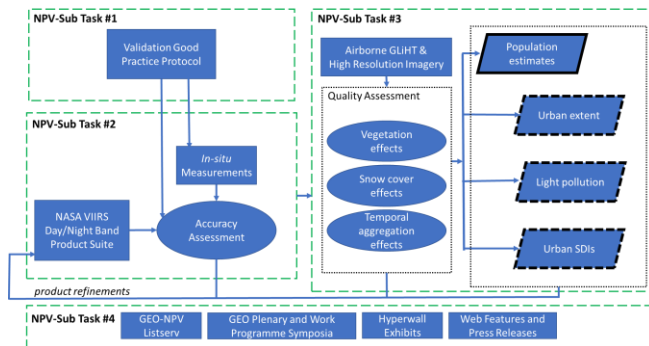 NPV-Sub Task #1
Validation Good
Practice Protocol
NPV-Sub Task #2
In-situ
Measurements
NASA VIIRS
Day/Night Band
Product Suite
Accuracy
Assessment
product refinements
NPV-Sub Task #3
Airborne GLiHT &
High Resolution Imagery
Quality Assessment
Vegetation
effects
Snow cover
effects
Temporal
aggregation
effects
Population
estimates
Urban extent
Light pollution
Urban SDIs
NPV-Sub Task #4
GEO-NPV
Listserv
GEO Plenary and Work
Programme Symposia
Hyperwall
Exhibits
Web Features and
Press Releases